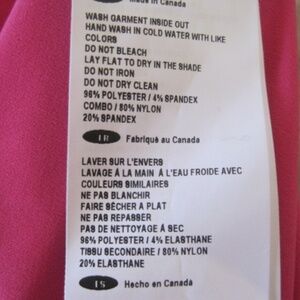 Made in Canada
WASH GARMENT INSIDE OUT
HAND WASH IN COLD WATER WITH LIKE
COLORS
DO NOT BLEACH
LAY FLAT TO DRY IN THE SHADE
DO NOT IRON
DO NOT DRY CLEAN
96% POLYESTER / 4% SPANDEX
COMBO / 80% NYLON
20% SPANDEX
FR Fabriqué au Canada
LAVER SUR L'ENVERS
LAVAGE À LA MAIN À L'EAU FROIDE AVEC
COULEURS SIMILAIRES
NE PAS BLANCHIR
FAIRE SÉCHER A PLAT
NE PAS REPASSER
PAS DE NETTOYAGE À SEC
96% POLYESTER / 4% ELASTHANE
TISSU SECONDAIRE / 80% NYLON
20% ELASTHANE
ES Hecho en Canada